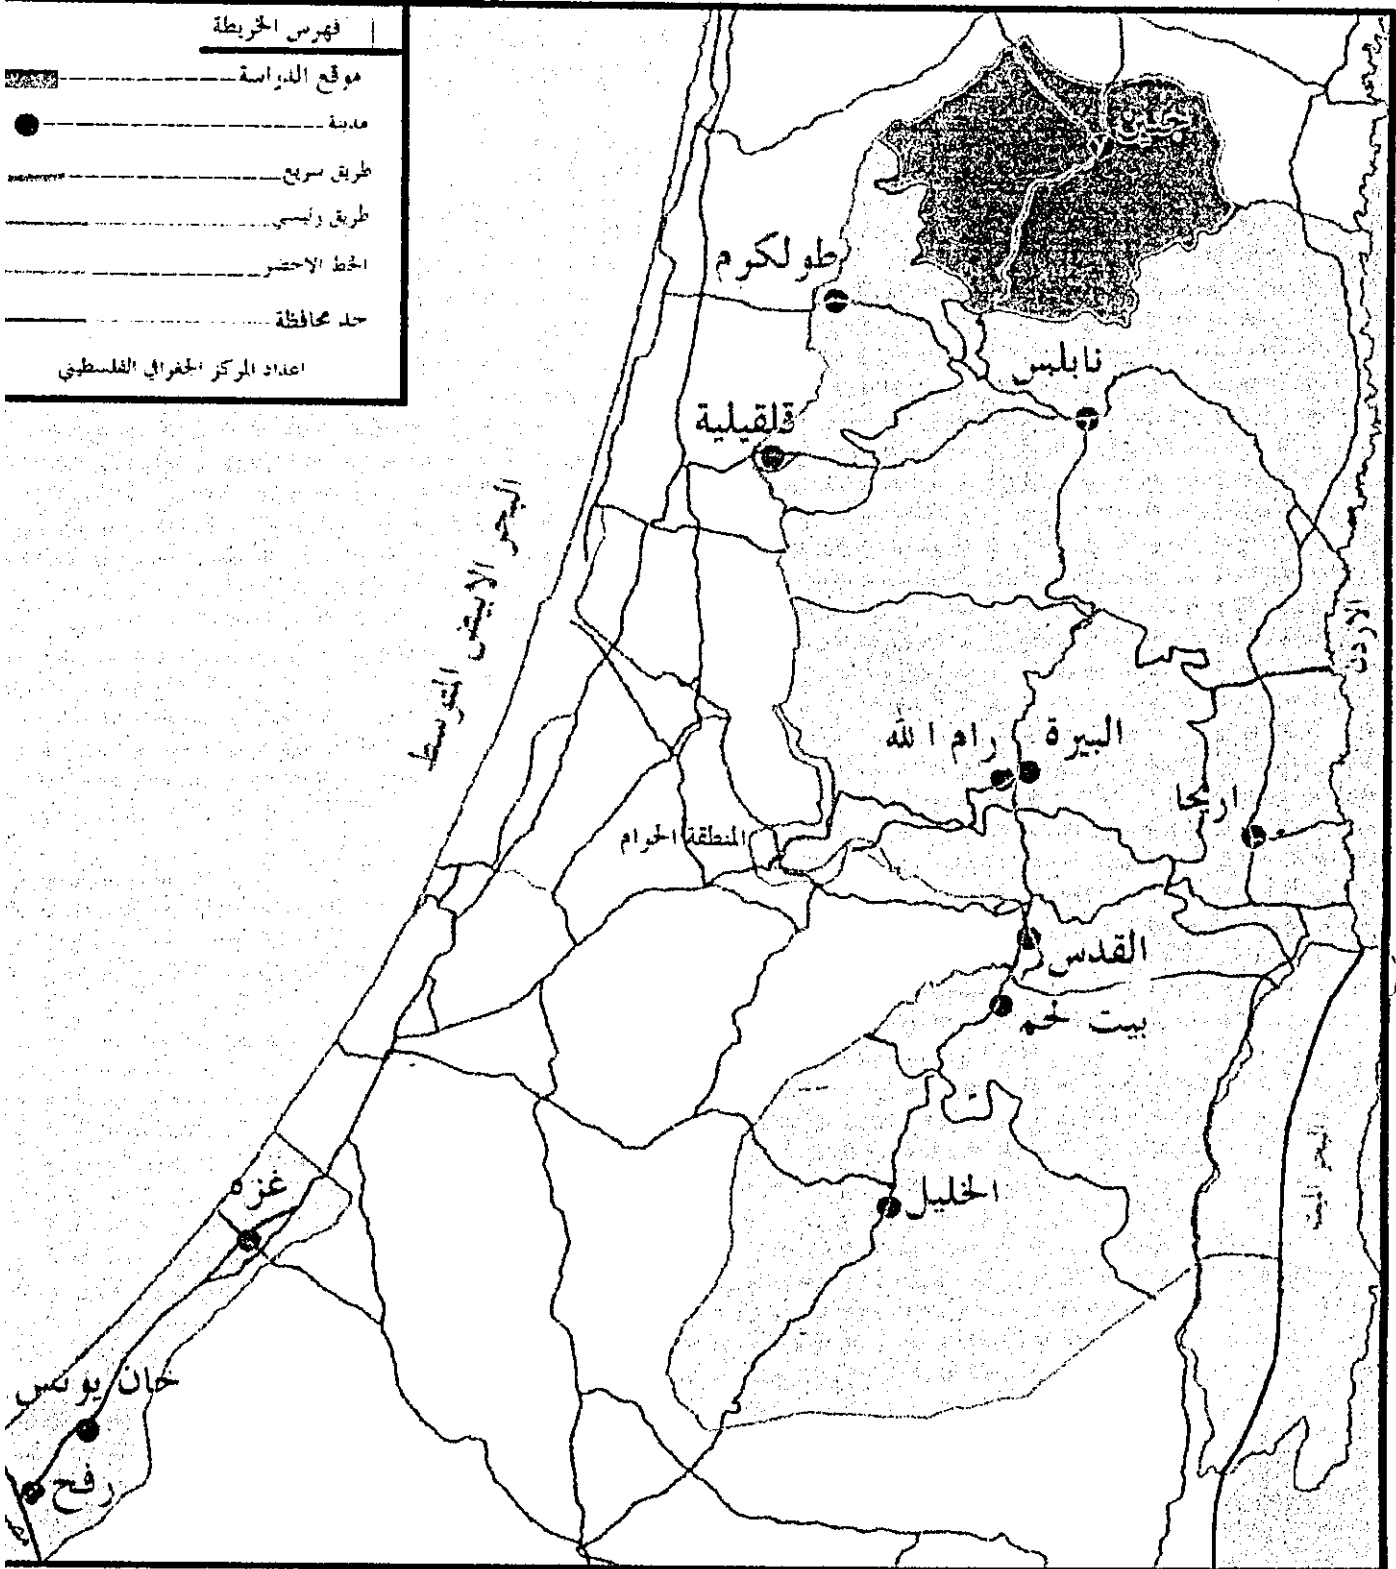 فهرس الخريطة
موقع الدراسة
مدينة
طريق سريع
طريق رئيسي
الخط الاخضر
حد محافظة
اعداد المركز الجغرافي الفلسطيني
جنين
طولكرم
نابلس
قلقيلية
البحر الابيض المتوسط
الاردن
البيرة
رام الله
اريحا
المنطقة الحرام
القدس
بيت لحم
الخليل
البحر الميت
غزه
خان يونس
رفح